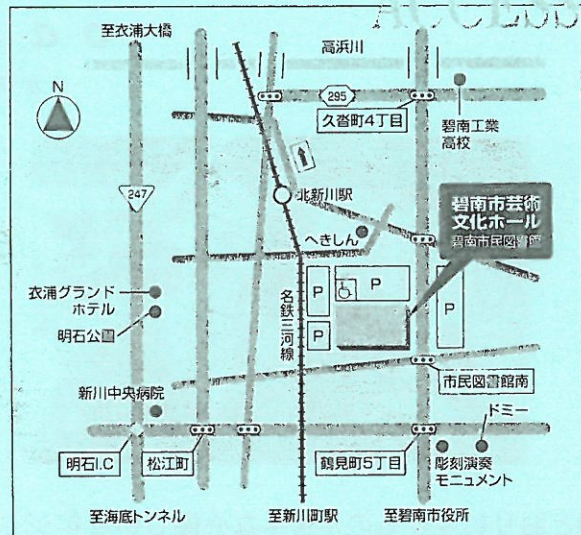 至衣浦大橋
高浜川
N
295
久沓町4丁目
碧南工業
高校
247
北新川駅
碧南市芸術
文化ホール
碧南市民図書館
へきしん
衣浦グランド
ホテル
明石公園
名鉄三河線
P
P
P
P
新川中央病院
市民図書館南
ドミー
明石I.C
松江町
鶴見町5丁目
彫刻演奏
モニュメント
至海底トンネル
至新川町駅
至碧南市役所